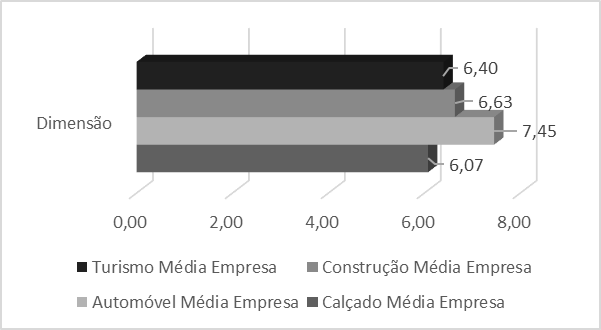 6,40
6,63
Dimensão
7,45
6,07
0,00 2,00 4,00 6,00 8,00
Turismo Média Empresa Construção Média Empresa
Automóvel Média Empresa Calçado Média Empresa